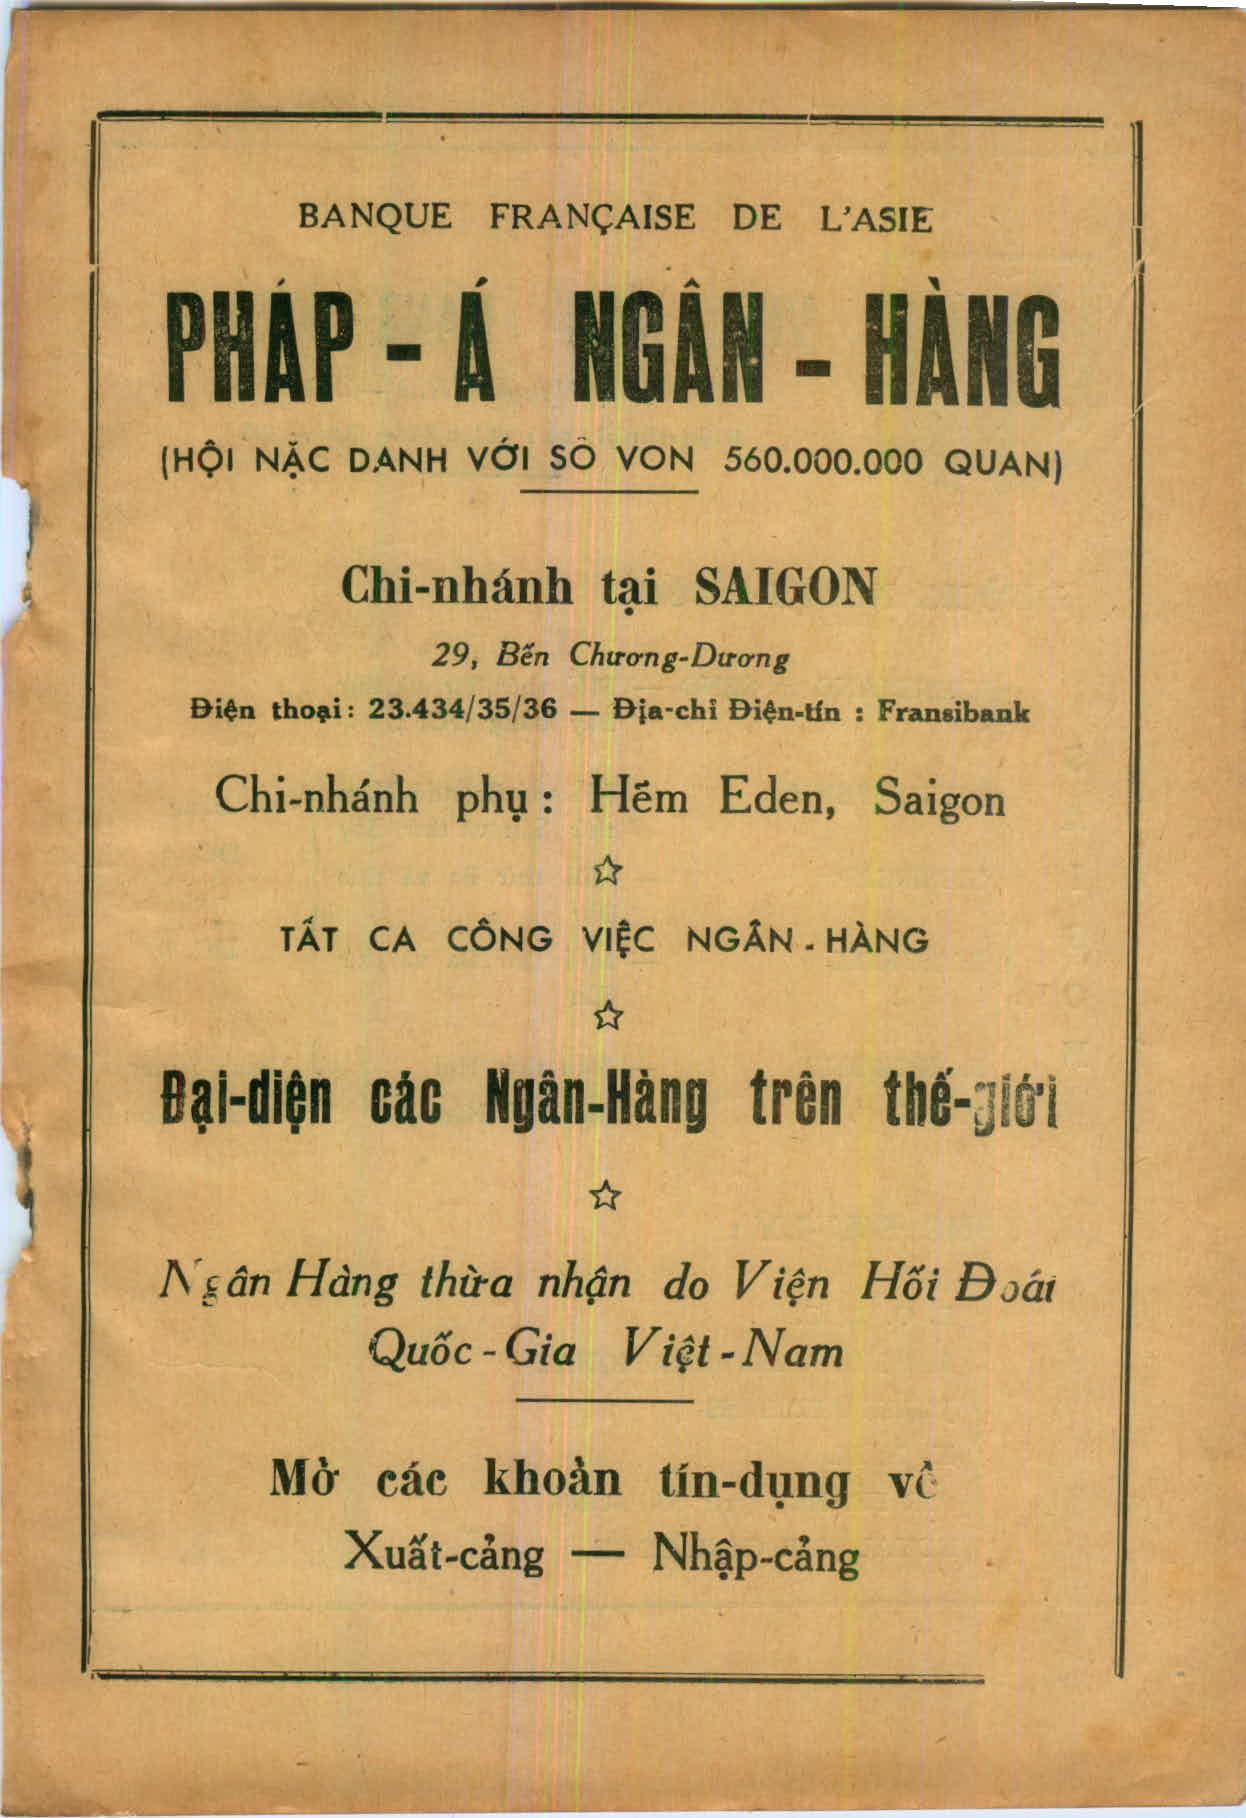 BANQUE FRANÇAISE DE L'ASIE
PHÁP - Á NGÂN - HÀNG
(HỘI NẶC DANH VỚI SÔ VON 560.000.000 QUAN)
Chi-nhánh tại SAIGON
29, Bến Chương-Dương
Điện thoại: 23.434/35/36 — Địa-chỉ Điện-tín : Fransibank
Chi-nhánh phụ : Hẽm Eden, Saigon
TẤT CA CÔNG VIỆC NGÂN - HÀNG
Đại-diện các Ngân-Hàng trên thế-giới
Ngân Hàng thừa nhận do Viện Hối Đoái
Quốc - Gia Việt - Nam
Mở các khoản tín-dụng về
Xuất-cảng — Nhập-cảng